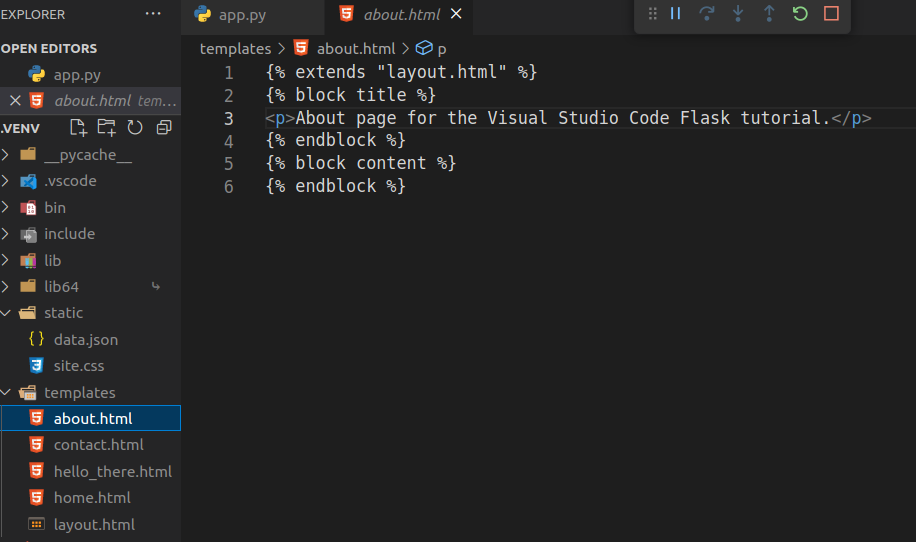 EXPLORER
OPEN EDITORS
app.py
about.html tem...
.VENV
__pycache__
.vscode
bin
include
lib
lib64
static
data.json
site.css
templates
about.html
contact.html
hello_there.html
home.html
layout.html
app.py
about.html
templates > about.html > p
1 {% extends "layout.html" %}
2 {% block title %}
3 <p>About page for the Visual Studio Code Flask tutorial.</p>
4 {% endblock %}
5 {% block content %}
6 {% endblock %}